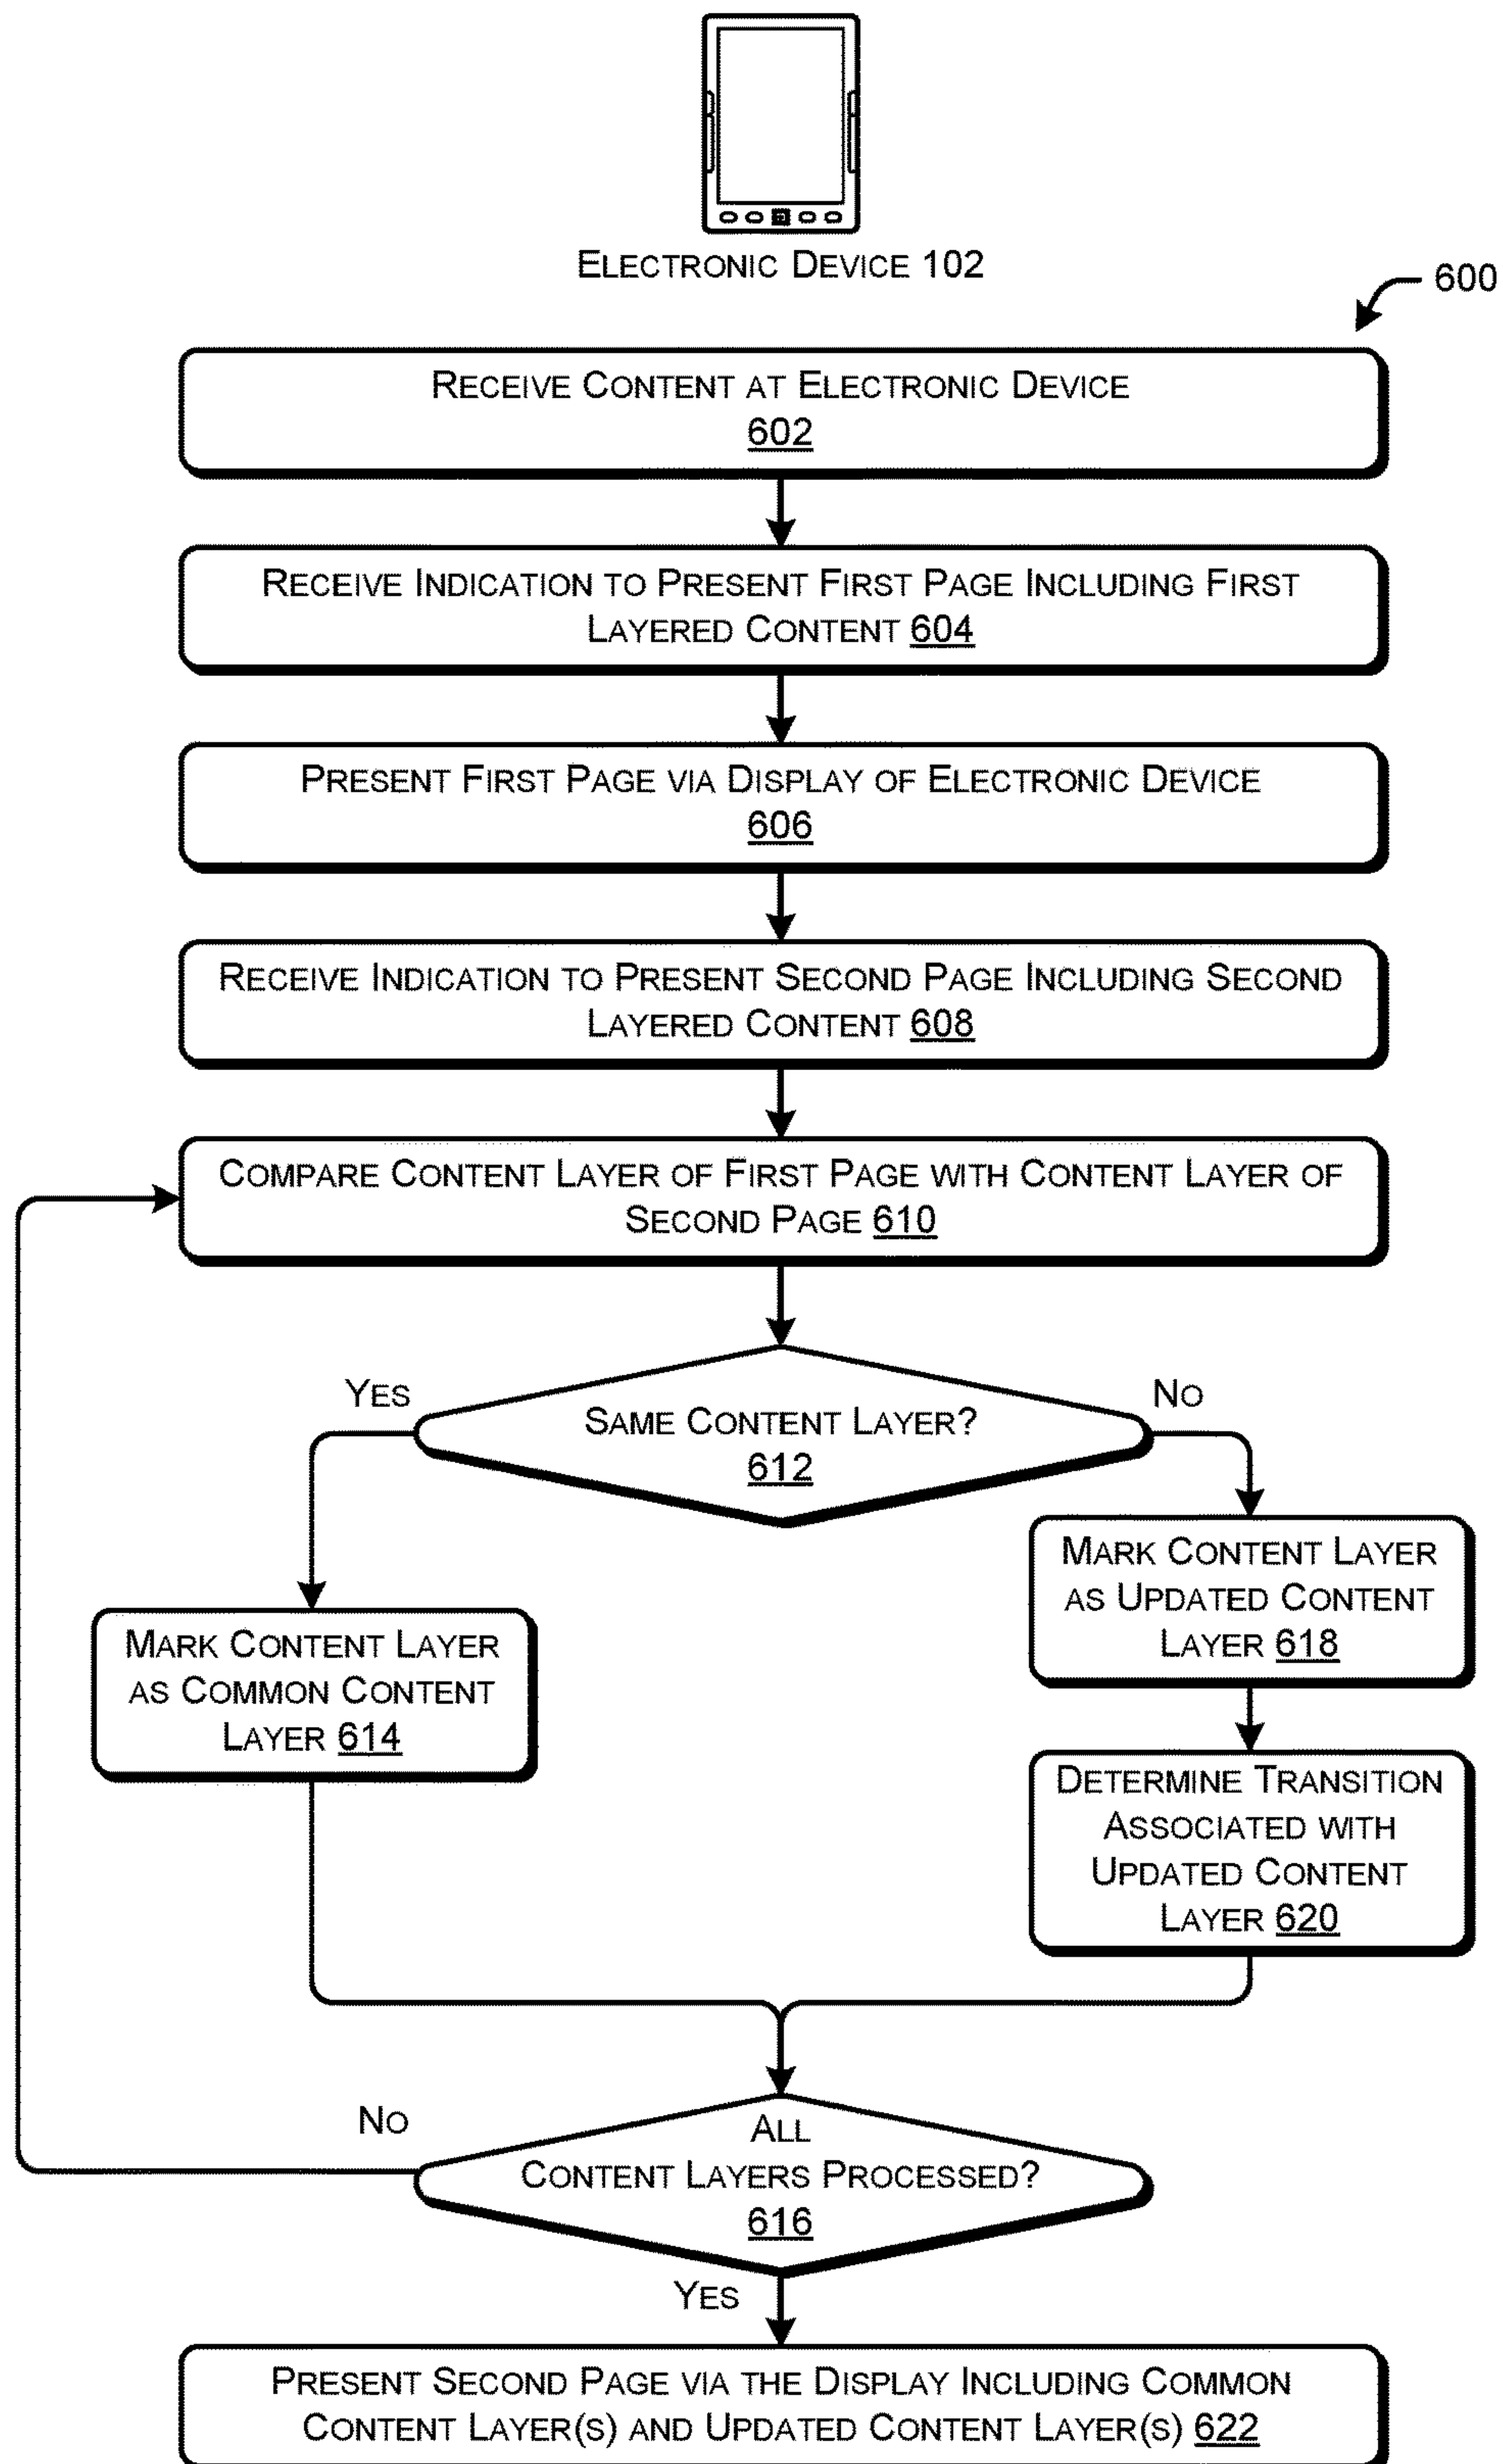 ELECTRONIC DEVICE 102
600
RECEIVE CONTENT AT ELECTRONIC DEVICE
602
RECEIVE INDICATION TO PRESENT FIRST PAGE INCLUDING FIRST
LAYERED CONTENT 604
PRESENT FIRST PAGE VIA DISPLAY OF ELECTRONIC DEVICE
606
RECEIVE INDICATION TO PRESENT SECOND PAGE INCLUDING SECOND
LAYERED CONTENT 608
COMPARE CONTENT LAYER OF FIRST PAGE WITH CONTENT LAYER OF
SECOND PAGE 610
YES
NO
SAME CONTENT LAYER?
612
MARK CONTENT LAYER
AS COMMON CONTENT
LAYER 614
MARK CONTENT LAYER
AS UPDATED CONTENT
LAYER 618
DETERMINE TRANSITION
ASSOCIATED WITH
UPDATED CONTENT
LAYER 620
NO
ALL
CONTENT LAYERS PROCESSED?
616
YES
PRESENT SECOND PAGE VIA THE DISPLAY INCLUDING COMMON
CONTENT LAYER(S) AND UPDATED CONTENT LAYER(S) 622